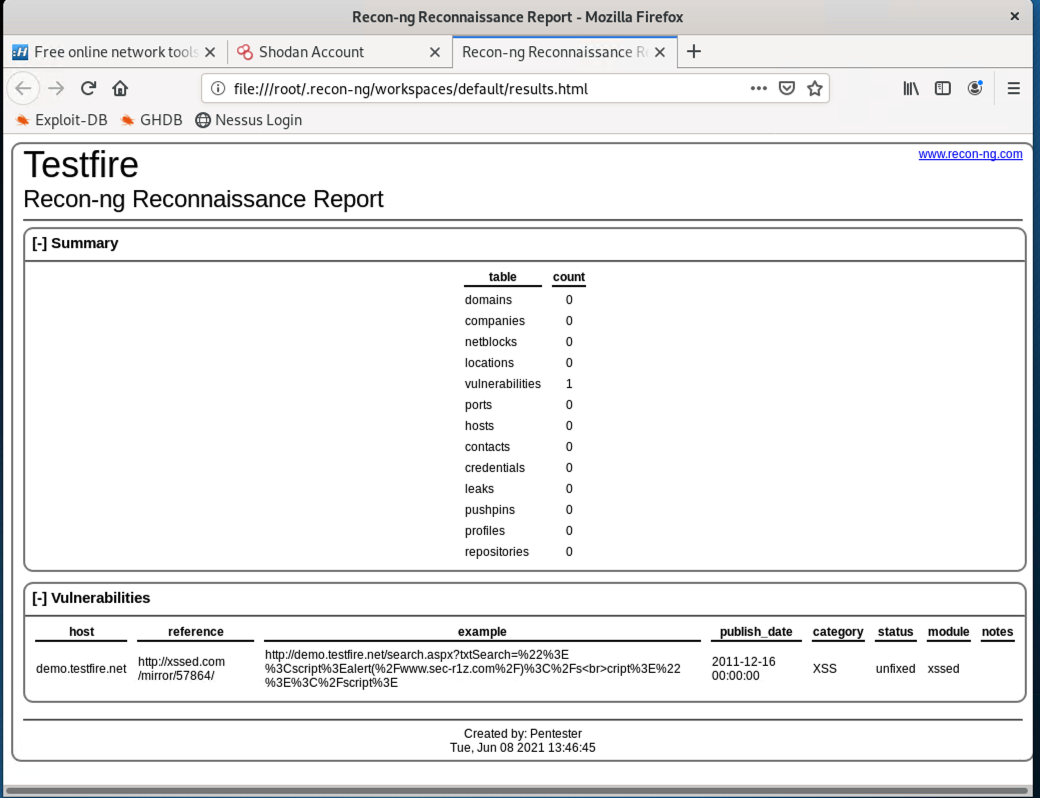 Recon-ng Reconnaissance Report - Mozilla Firefox
Free online network tools
Shodan Account
Recon-ng Reconnaissance R
file:///root/.recon-ng/workspaces/default/results.html
Exploit-DB GHDB Nessus Login
Testfire
www.recon-ng.com
Recon-ng Reconnaissance Report
[-] Summary
table count
domains 0
companies 0
netblocks 0
locations 0
vulnerabilities 1
ports 0
hosts 0
contacts 0
credentials 0
leaks 0
pushpins 0
profiles 0
repositories 0
[-] Vulnerabilities
host reference example publish_date category status module notes
demo.testfire.net
http://xssed.com
/mirror/57864/
http://demo.testfire.net/search.aspx?txtSearch=%22%3E
%3Cscript%3Ealert(%2Fwww.sec-r1z.com%2F)%3C%2Fs<br>cript%3E%22
%3E%3C%2Fscript%3E
2011-12-16
00:00:00
XSS
unfixed
xssed
Created by: Pentester
Tue, Jun 08 2021 13:46:45